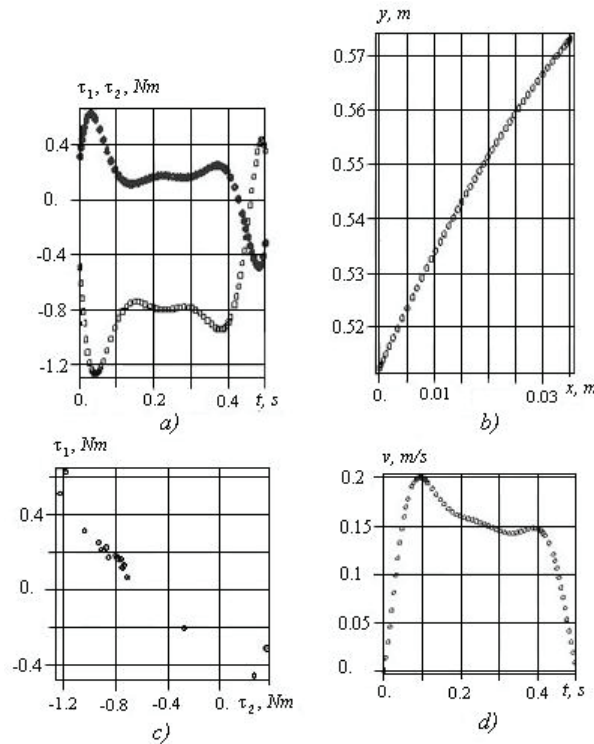 τ₁, τ₂, Nm
0.4
0.
-0.4
-0.8
-1.2
0.
0.2
0.4
t, s
a)
y, m
0.57
0.56
0.55
0.54
0.53
0.52
0.
0.01
0.03
x, m
b)
τ₁, Nm
0.4
0.
-0.4
-1.2
-0.8
0.
τ₂, Nm
c)
v, m/s
0.2
0.15
0.1
0.05
0.
0.
0.2
0.4
t, s
d)